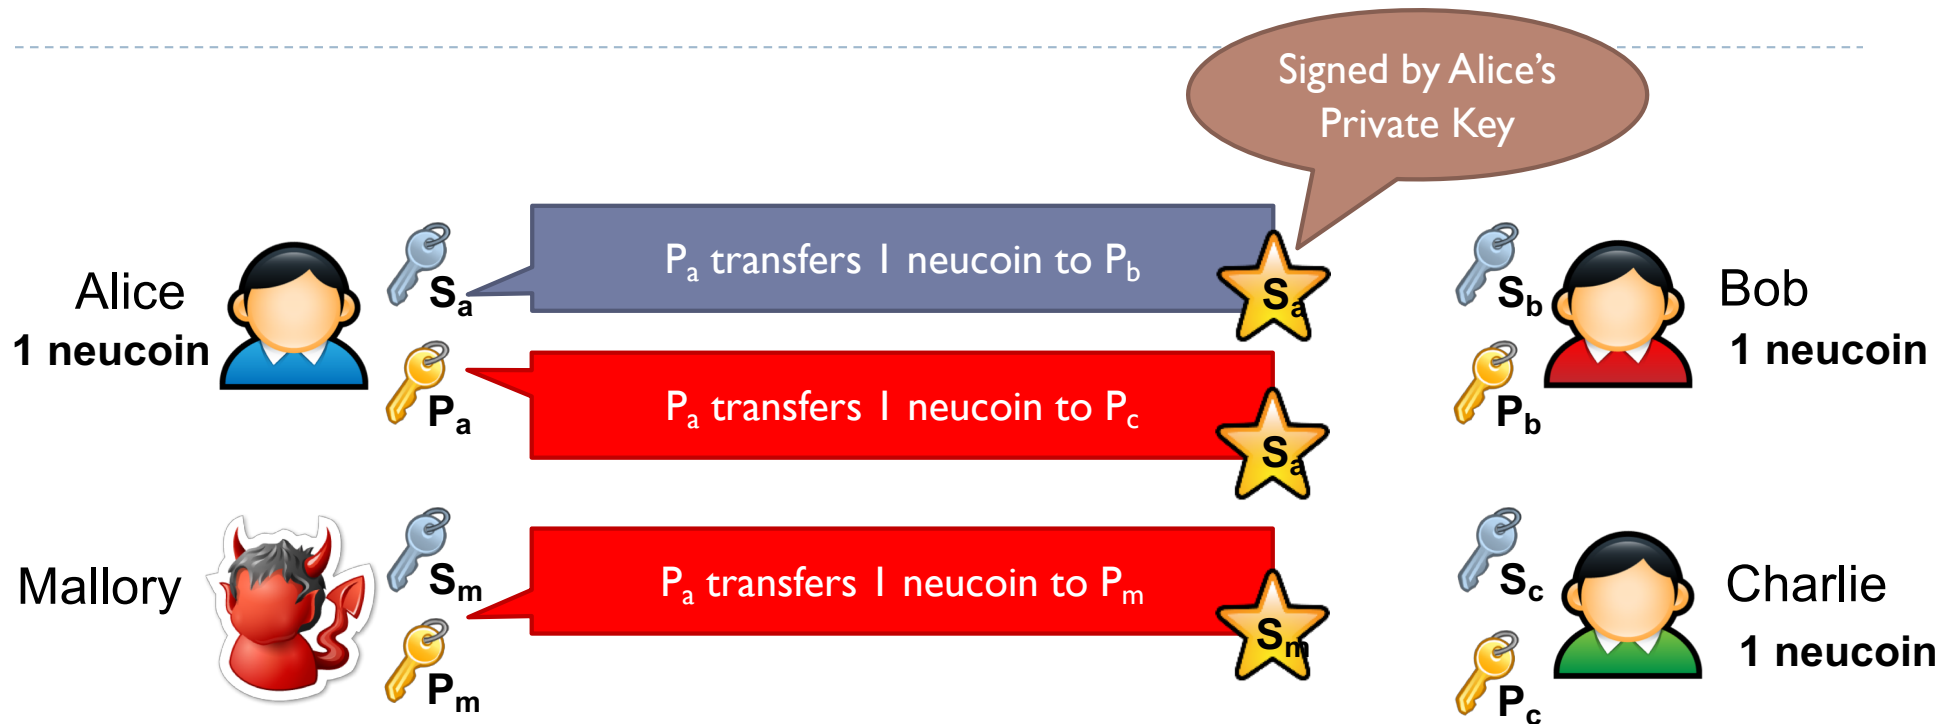 Signed by Alice’s
Private Key
Alice
1 neucoin
Sa
Pa
Pa transfers 1 neucoin to Pb
Sa
Sb
Pb
Bob
1 neucoin
Pa transfers 1 neucoin to Pc
Sa
Mallory
Sm
Pm
Pa transfers 1 neucoin to Pm
Sm
Sc
Pc
Charlie
1 neucoin